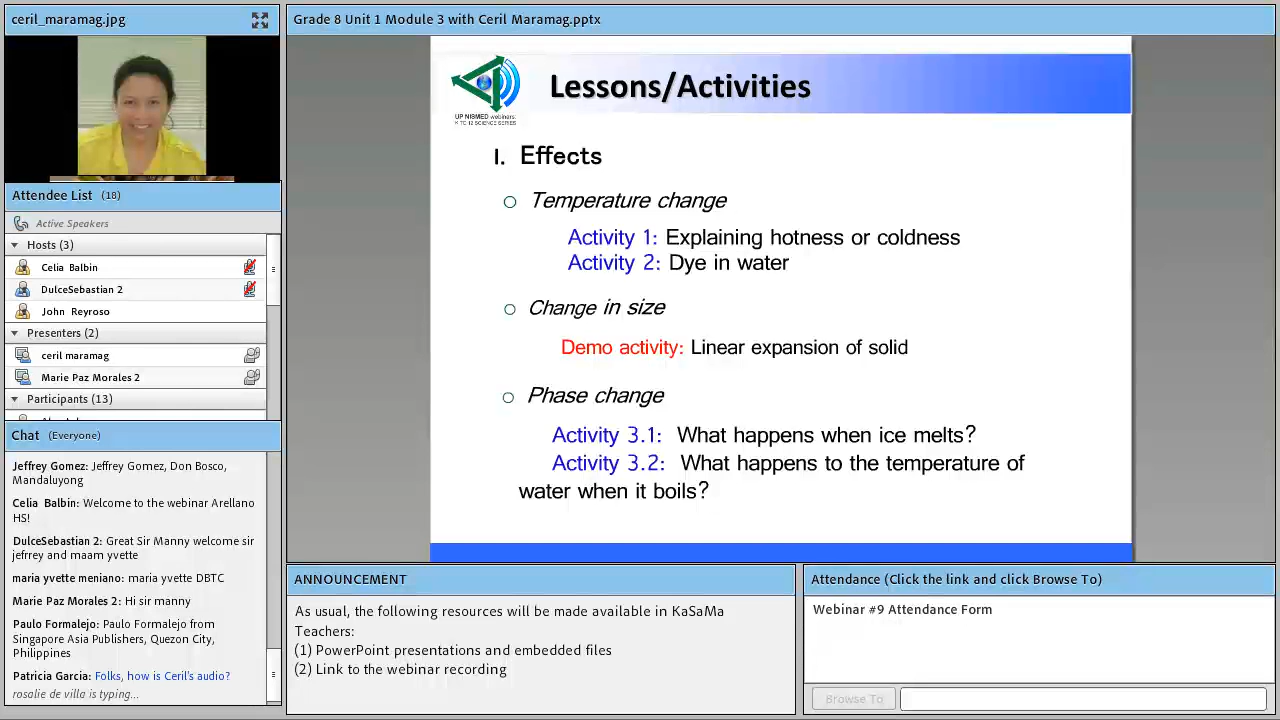 ceril_maramag.jpg
Attendee List (18)
Active Speakers
Hosts (3)
Celia Balbin
DulceSebastian 2
John Reyroso
Presenters (2)
ceril maramag
Marie Paz Morales 2
Participants (13)
Chat (Everyone)
Jeffrey Gomez: Jeffrey Gomez, Don Bosco,
Mandaluyong
Celia Balbin: Welcome to the webinar Arellano
HS!
DulceSebastian 2: Great Sir Manny welcome sir
jefrey and maam yvette
maria yvette meniano: maria yvette DBTC
Marie Paz Morales 2: Hi sir manny
Paulo Formalejo: Paulo Formalejo from
Singapore Asia Publishers, Quezon City,
Philippines
Patricia Garcia: Folks, how is Ceril's audio?
rosalie de villa is typing...
Grade 8 Unit 1 Module 3 with Ceril Maramag.pptx
UP NISMED webinars:
K TO 12 SCIENCE SERIES
Lessons/Activities
I. Effects
Temperature change
Activity 1: Explaining hotness or coldness
Activity 2: Dye in water
Change in size
Demo activity: Linear expansion of solid
Phase change
Activity 3.1: What happens when ice melts?
Activity 3.2: What happens to the temperature of
water when it boils?
ANNOUNCEMENT
As usual, the following resources will be made available in KaSaMa
Teachers:
(1) PowerPoint presentations and embedded files
(2) Link to the webinar recording
Attendance (Click the link and click Browse To)
Webinar #9 Attendance Form
Browse To